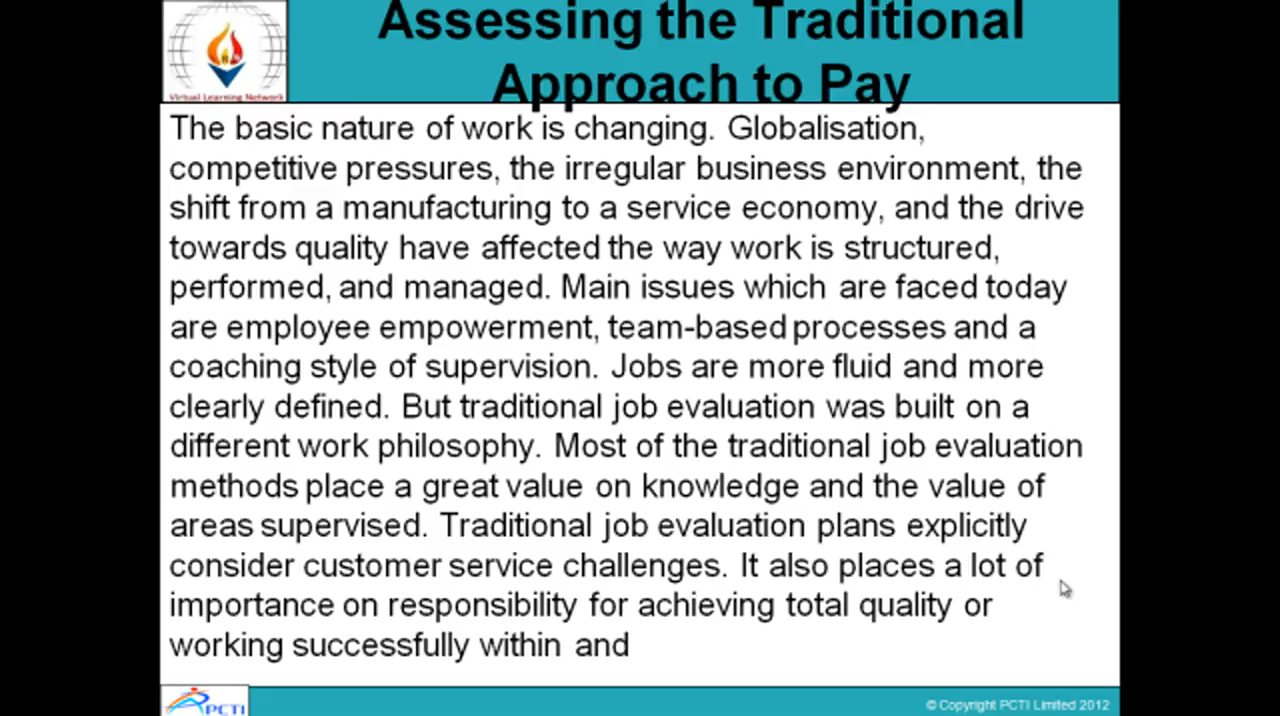 Assessing the Traditional
Approach to Pay
Virtual Learning Network
The basic nature of work is changing. Globalisation,
competitive pressures, the irregular business environment, the
shift from a manufacturing to a service economy, and the drive
towards quality have affected the way work is structured,
performed, and managed. Main issues which are faced today
are employee empowerment, team-based processes and a
coaching style of supervision. Jobs are more fluid and more
clearly defined. But traditional job evaluation was built on a
different work philosophy. Most of the traditional job evaluation
methods place a great value on knowledge and the value of
areas supervised. Traditional job evaluation plans explicitly
consider customer service challenges. It also places a lot of
importance on responsibility for achieving total quality or
working successfully within and
PCTI
© Copyright PCTI Limited 2012